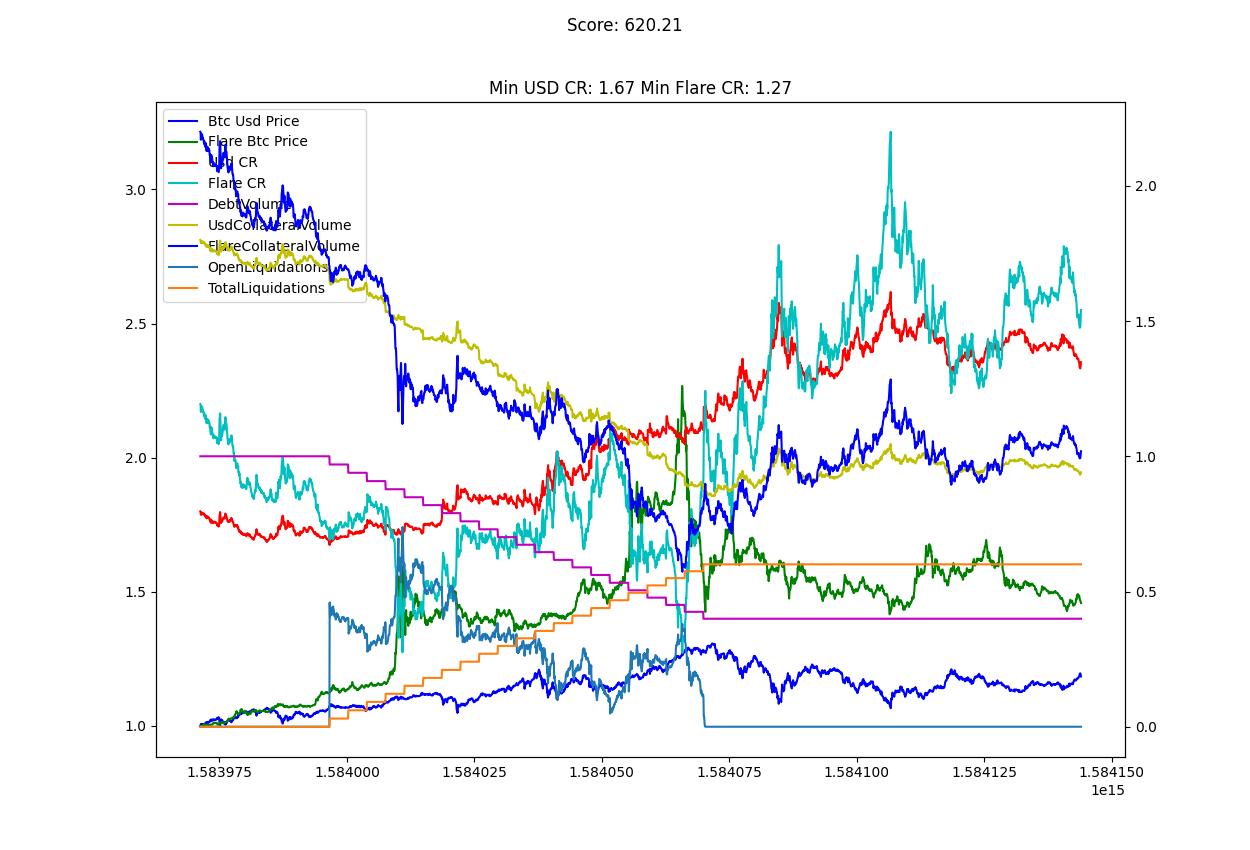 Score: 620.21
Min USD CR: 1.67 Min Flare CR: 1.27
Btc Usd Price
Flare Btc Price
Usd CR
Flare CR
DebtVolume
UsdCollateralVolume
FlareCollateralVolume
OpenLiquidations
TotalLiquidations
3.0
2.5
2.0
1.5
1.0
2.0
1.5
1.0
0.5
0.0
1.583975
1.584000
1.584025
1.584050
1.584075
1.584100
1.584125
1.584150
1e15